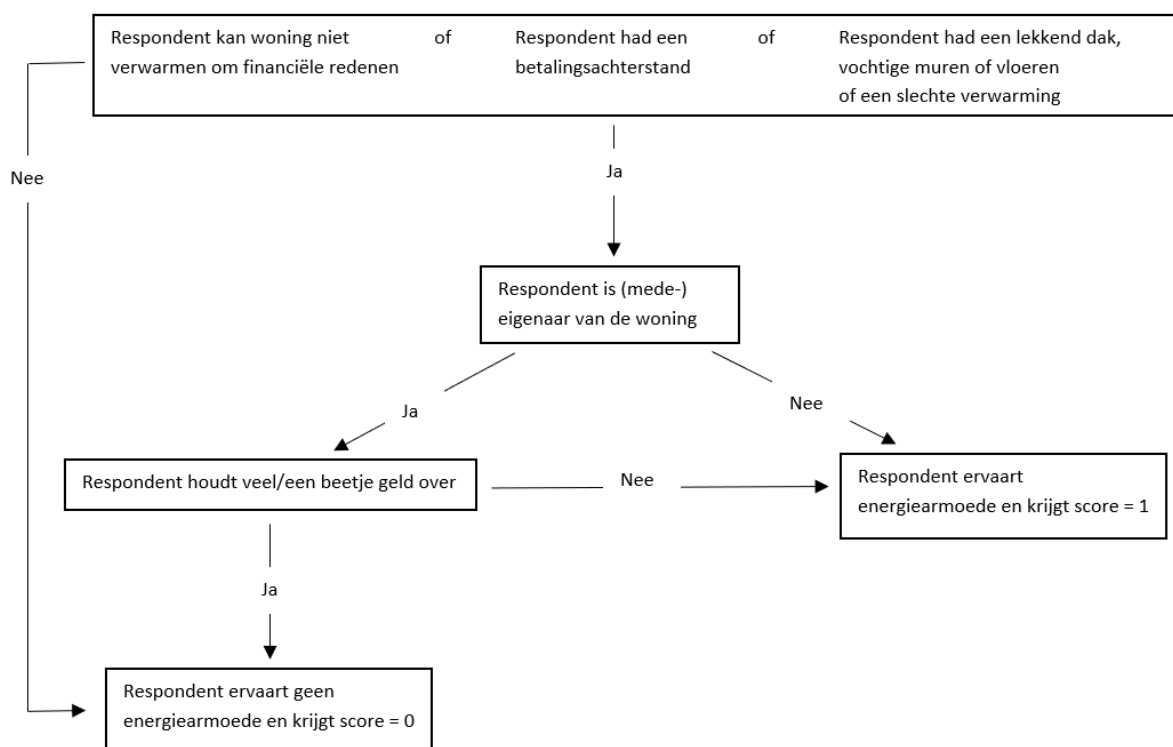 Respondent kan woning niet of Respondent had een of Respondent had een lekkend dak,
verwarmen om financiële redenen betalingsachterstand vochtige muren of vloeren
of een slechte verwarming
Nee
Ja
Respondent is (mede-)
eigenaar van de woning
Ja
Nee
Respondent houdt veel/een beetje geld over
Nee
Respondent ervaart
energiearmoede en krijgt score = 1
Ja
Respondent ervaart geen
energiearmoede en krijgt score = 0